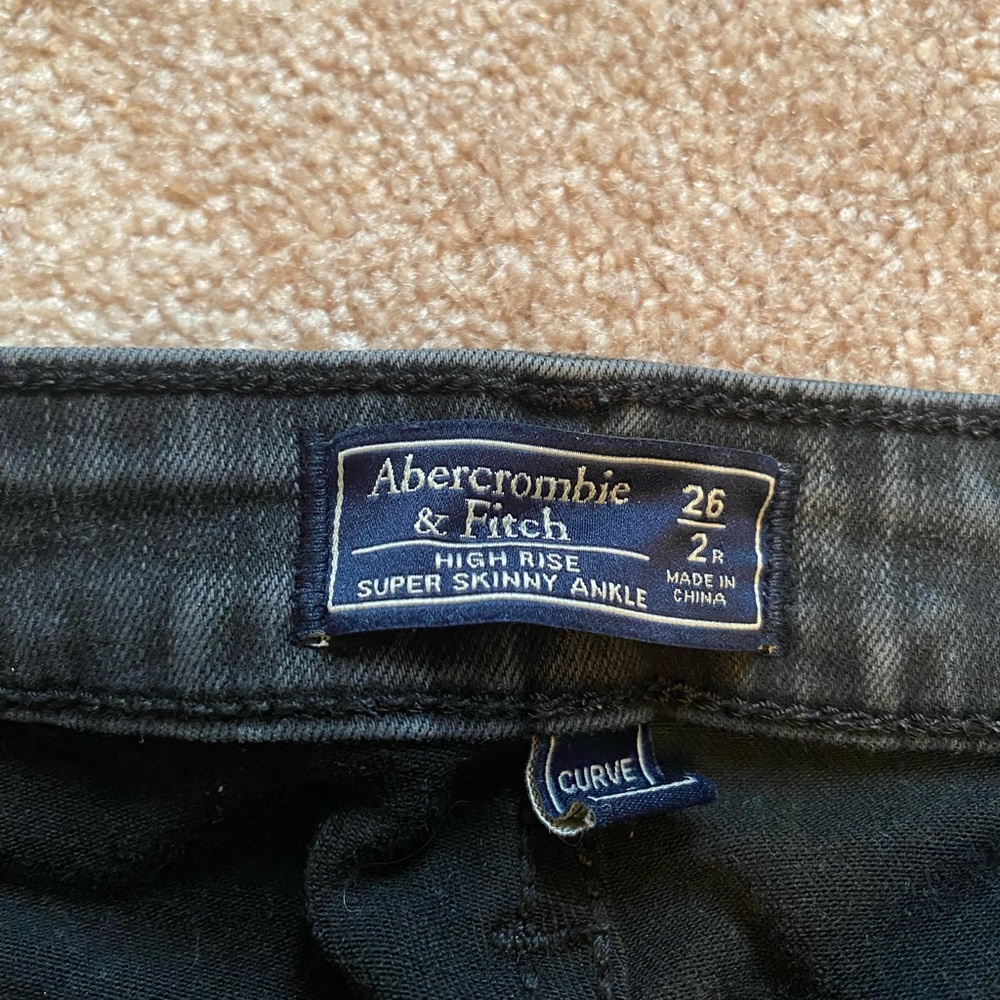 Abercrombie
& Fitch
HIGH RISE
SUPER SKINNY ANKLE
26
2R
MADE IN
CHINA
CURVE